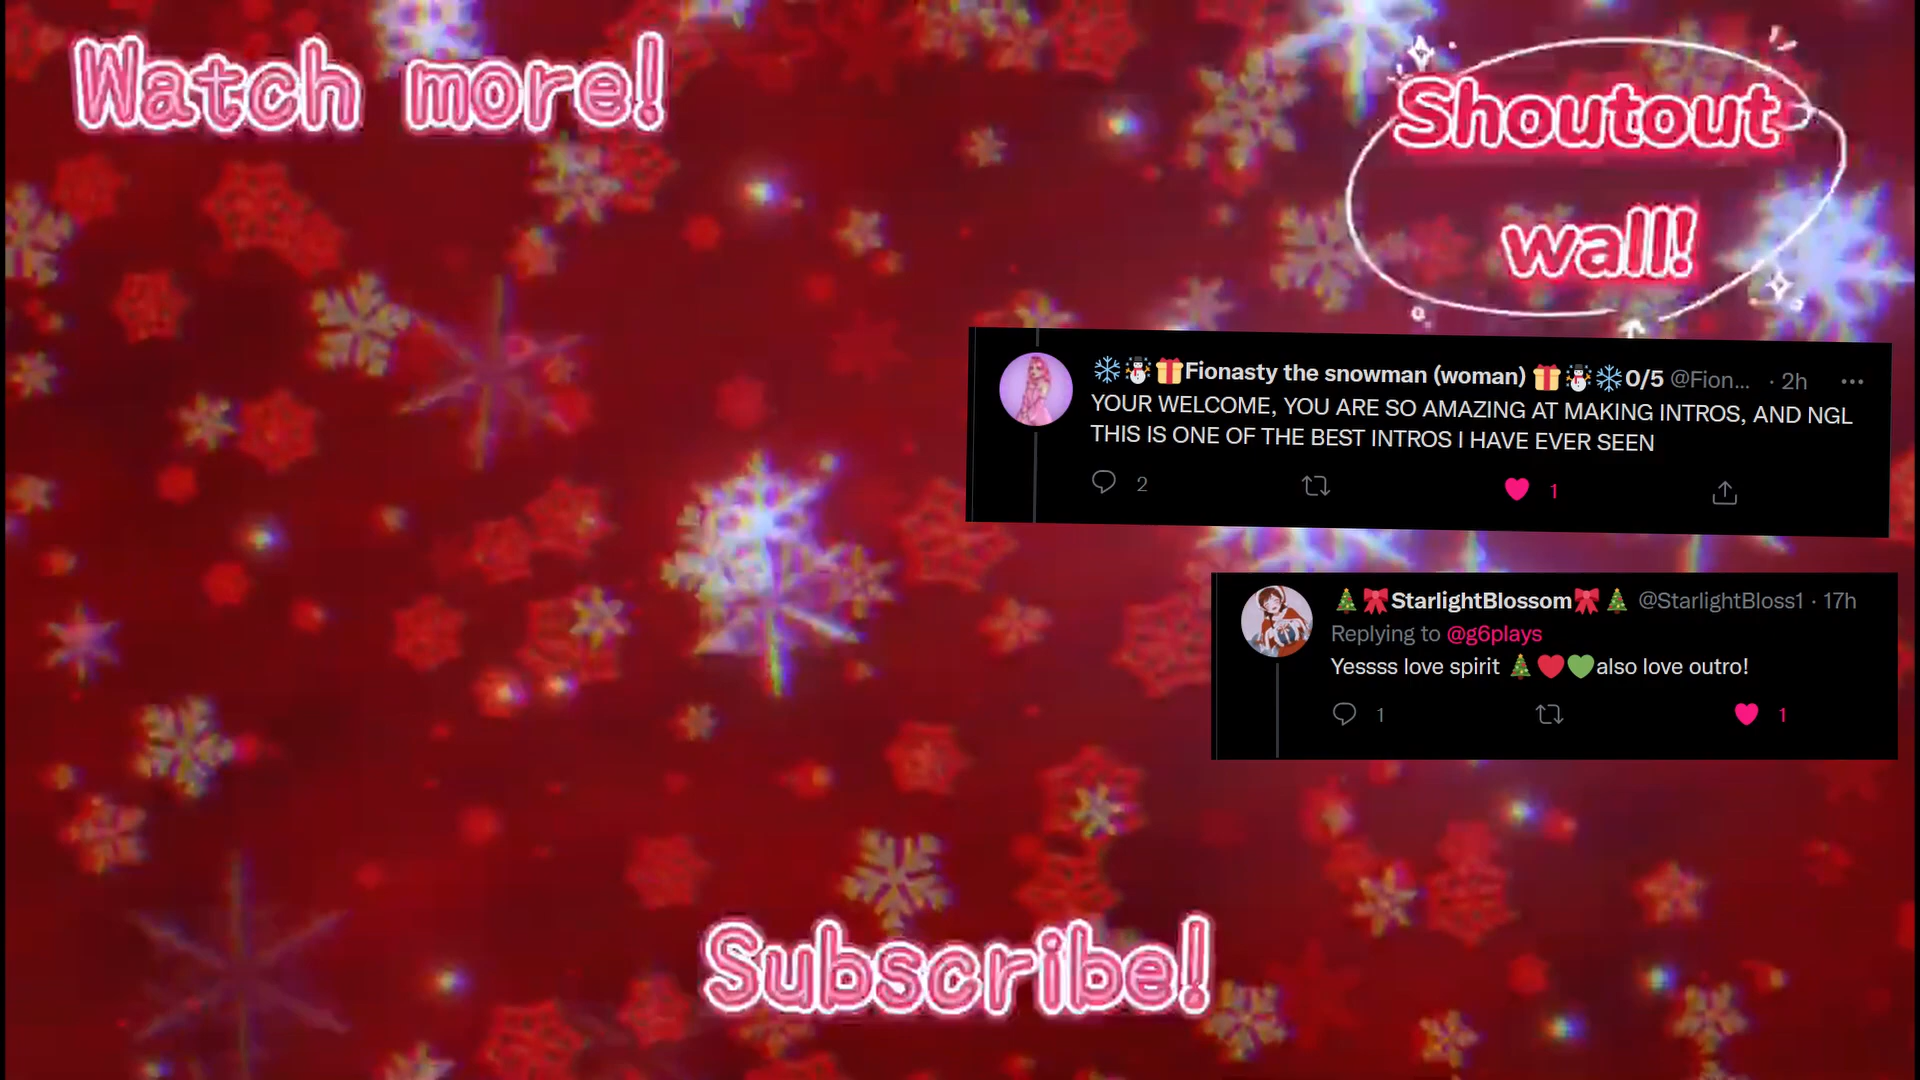 Watch more!
Shoutout
wall!
❄️☃️🎁Fionasty the snowman (woman) 🎁☃️❄️0/5 @Fion... · 2h
YOUR WELCOME, YOU ARE SO AMAZING AT MAKING INTROS, AND NGL
THIS IS ONE OF THE BEST INTROS I HAVE EVER SEEN
2 1
🎄🎀StarlightBlossom🎀🎄 @StarlightBloss1 · 17h
Replying to @g6plays
Yessss love spirit 🎄❤️💚also love outro!
1 1
Subscribe!